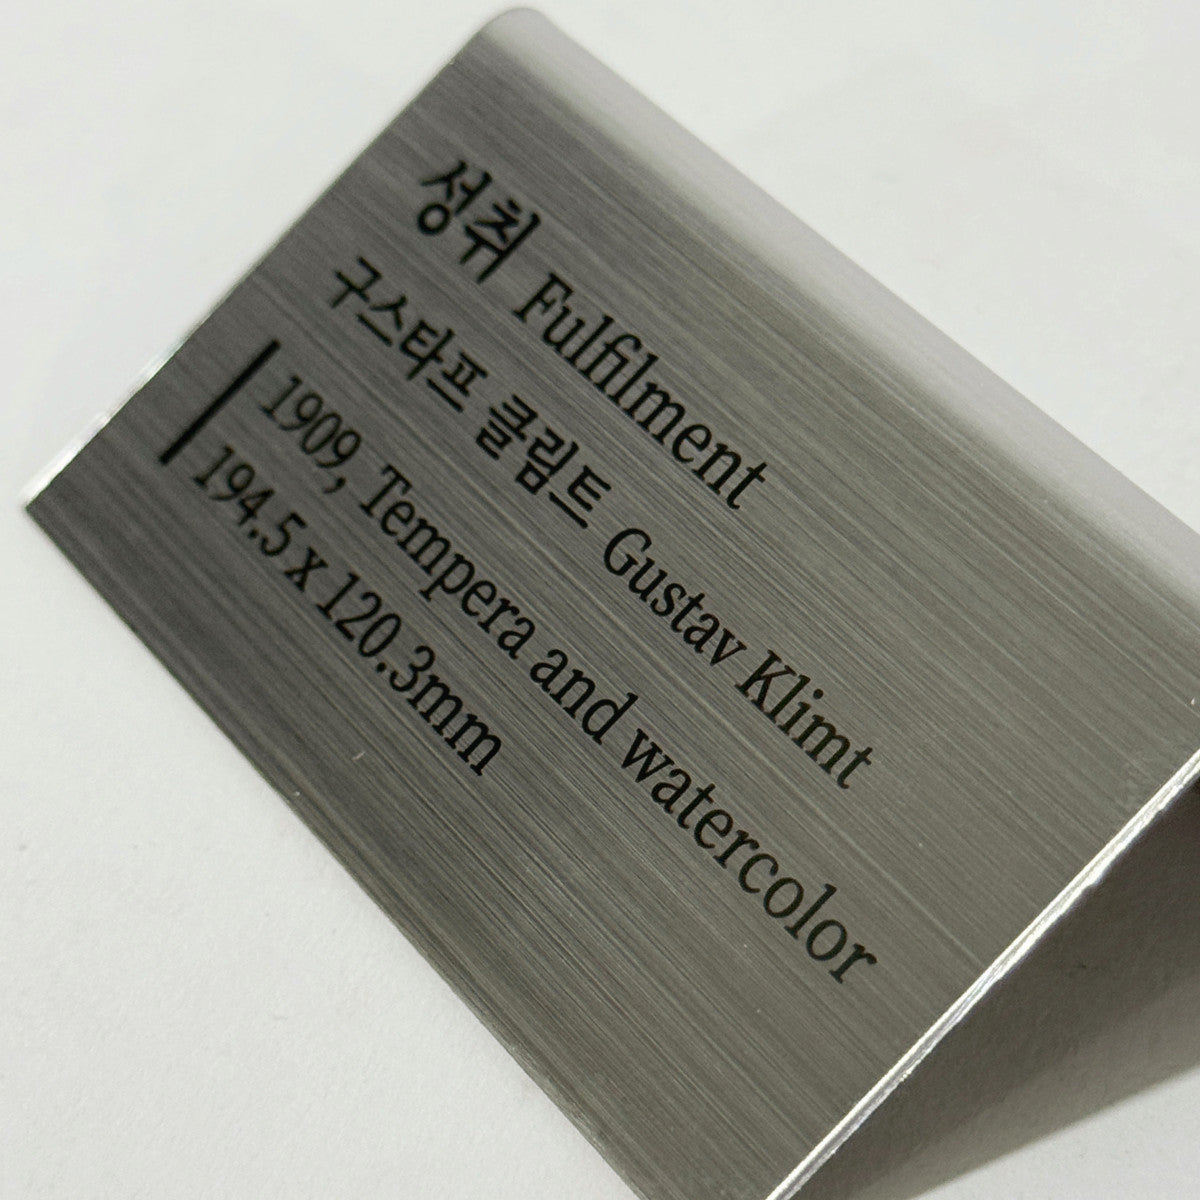 성취 Fulfilment
구스타프 클림트 Gustav Klimt
1909, Tempera and watercolor
194.5 x 120.3mm